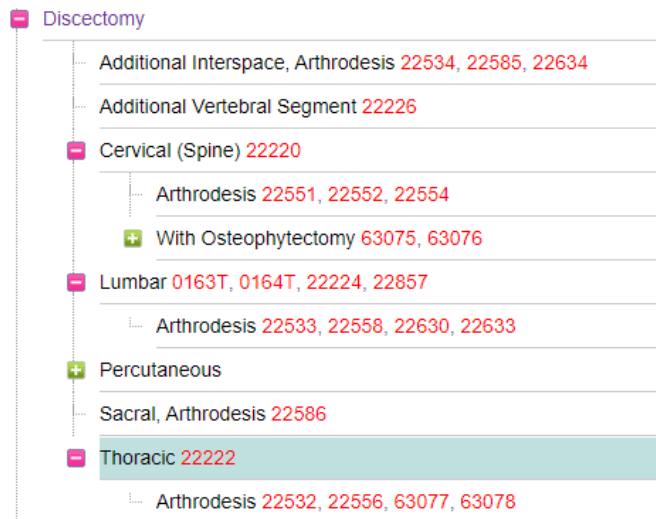 Discectomy
Additional Interspace, Arthrodesis 22534, 22585, 22634
Additional Vertebral Segment 22226
Cervical (Spine) 22220
Arthrodesis 22551, 22552, 22554
With Osteophytectomy 63075, 63076
Lumbar 0163T, 0164T, 22224, 22857
Arthrodesis 22533, 22558, 22630, 22633
Percutaneous
Sacral, Arthrodesis 22586
Thoracic 22222
Arthrodesis 22532, 22556, 63077, 63078